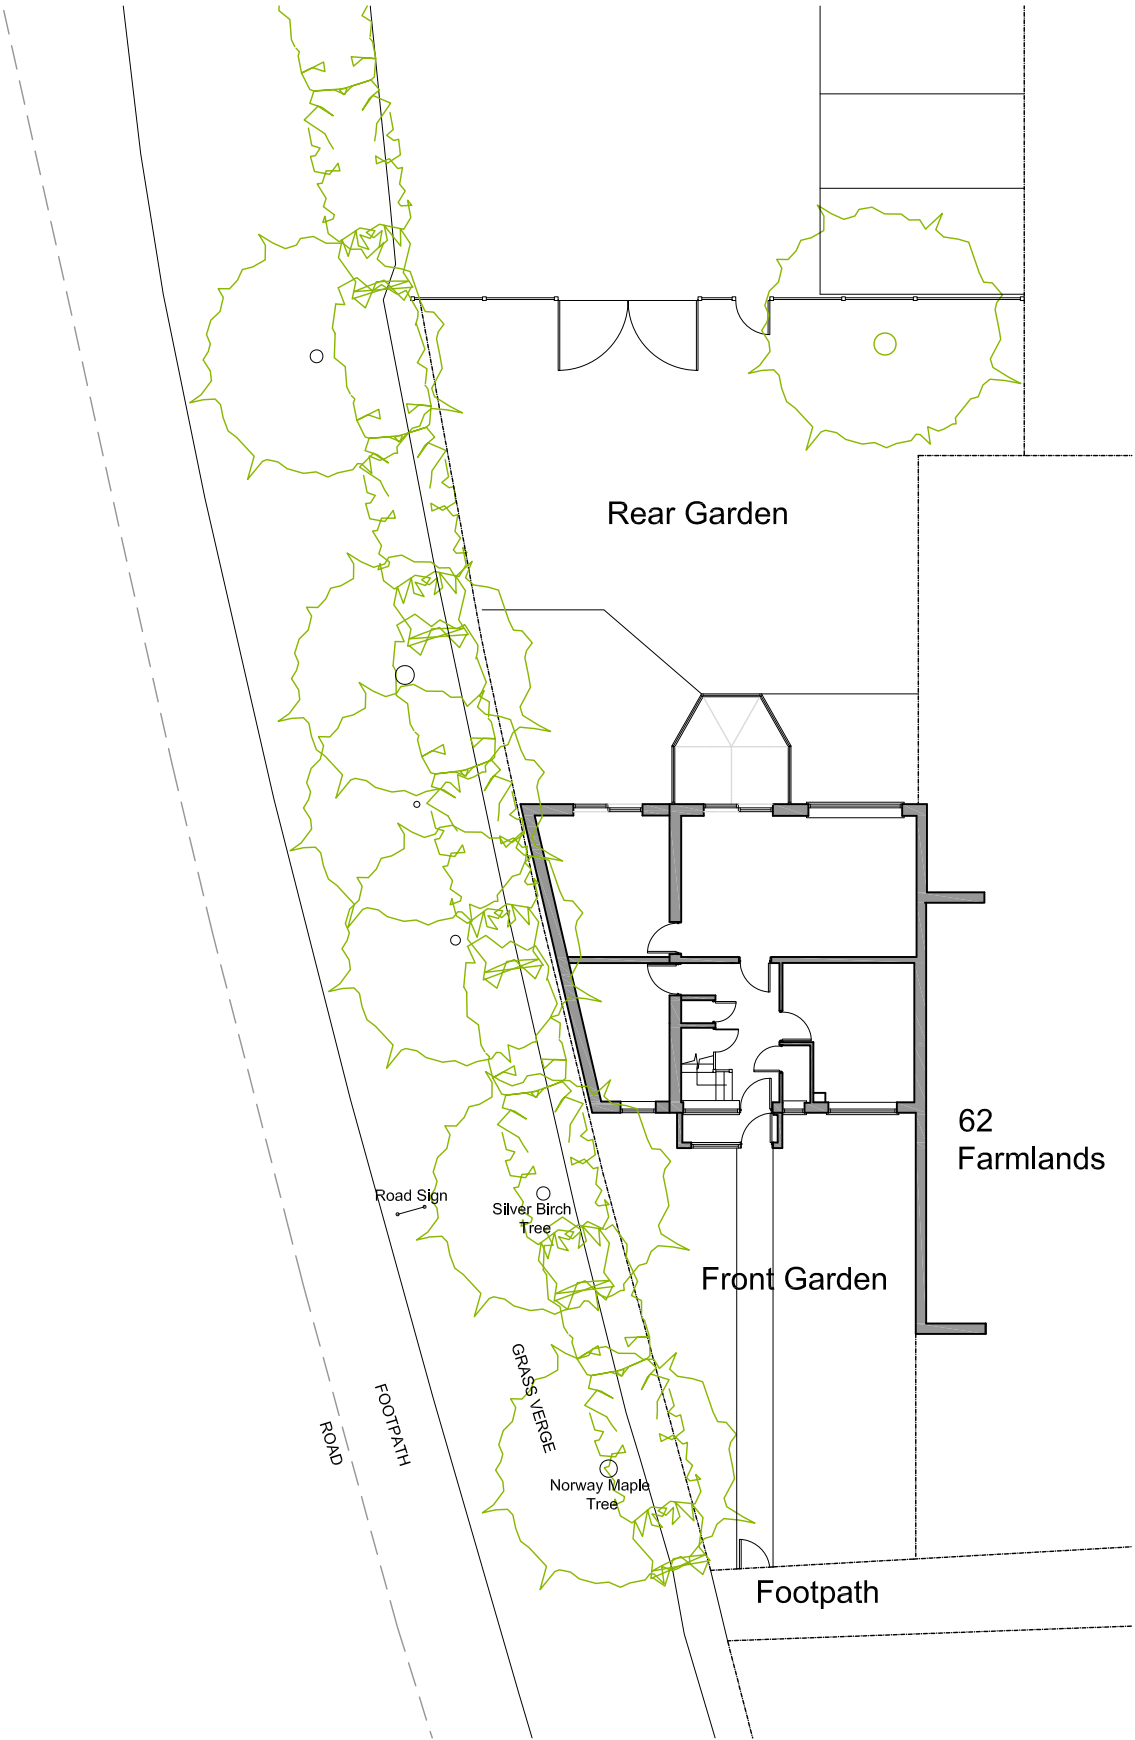 Rear Garden
62
Farmlands
Road Sign
Silver Birch
Tree
Front Garden
GRASS VERGE
FOOTPATH
ROAD
Norway Maple
Tree
Footpath